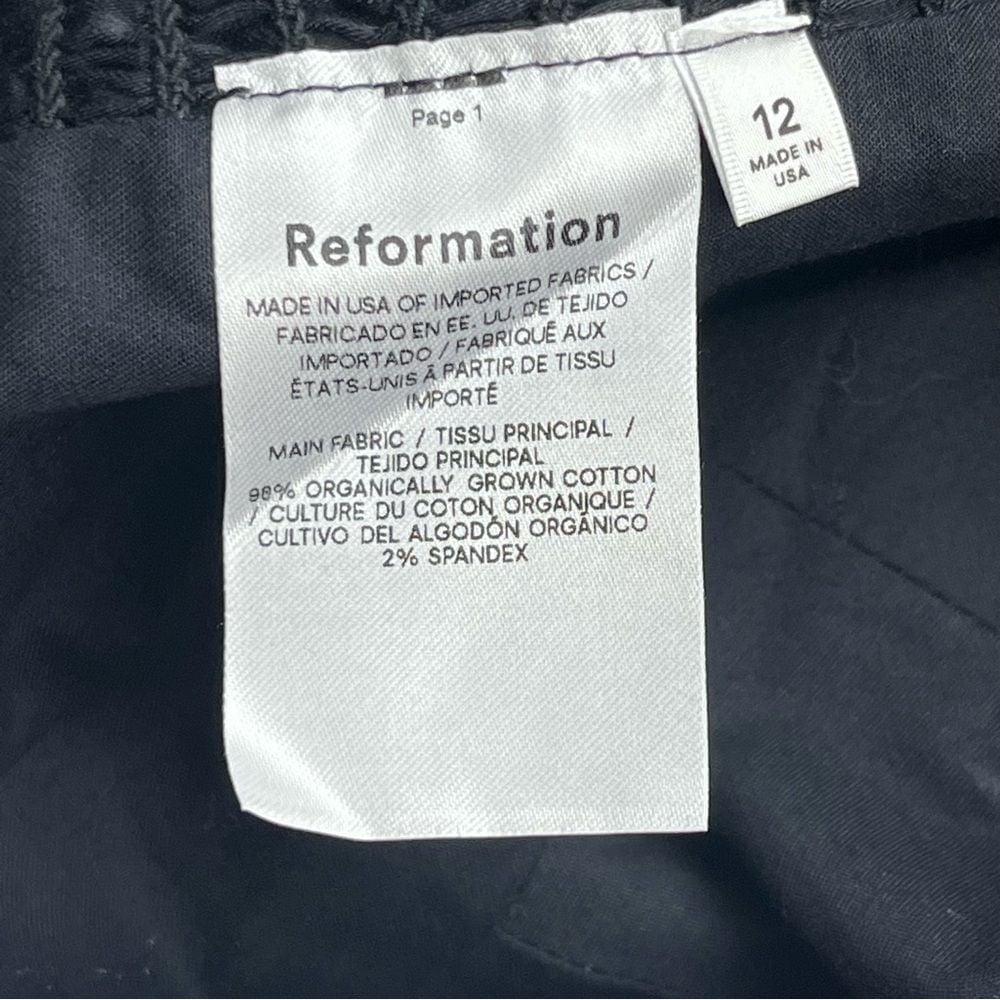 Page 1
Reformation
MADE IN USA OF IMPORTED FABRICS /
FABRICADO EN EE. UU. DE TEJIDO
IMPORTADO / FABRIQUÉ AUX
ÉTATS-UNIS À PARTIR DE TISSU
IMPORTÉ
MAIN FABRIC / TISSU PRINCIPAL /
TEJIDO PRINCIPAL
98% ORGANICALLY GROWN COTTON
/ CULTURE DU COTON ORGANIQUE /
CULTIVO DEL ALGODÓN ORGÁNICO
2% SPANDEX
12
MADE IN
USA